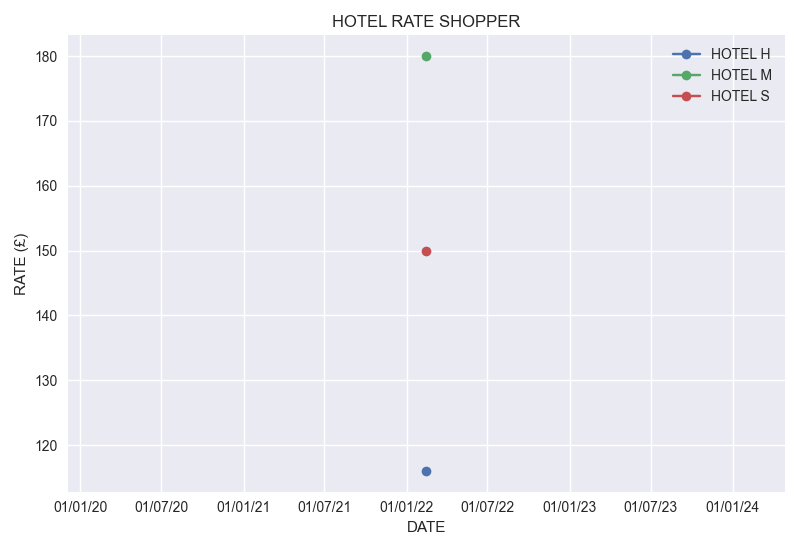 HOTEL RATE SHOPPER
HOTEL H
HOTEL M
HOTEL S
RATE (£)
180
170
160
150
140
130
120
01/01/20 01/07/20 01/01/21 01/07/21 01/01/22 01/07/22 01/01/23 01/07/23 01/01/24
DATE